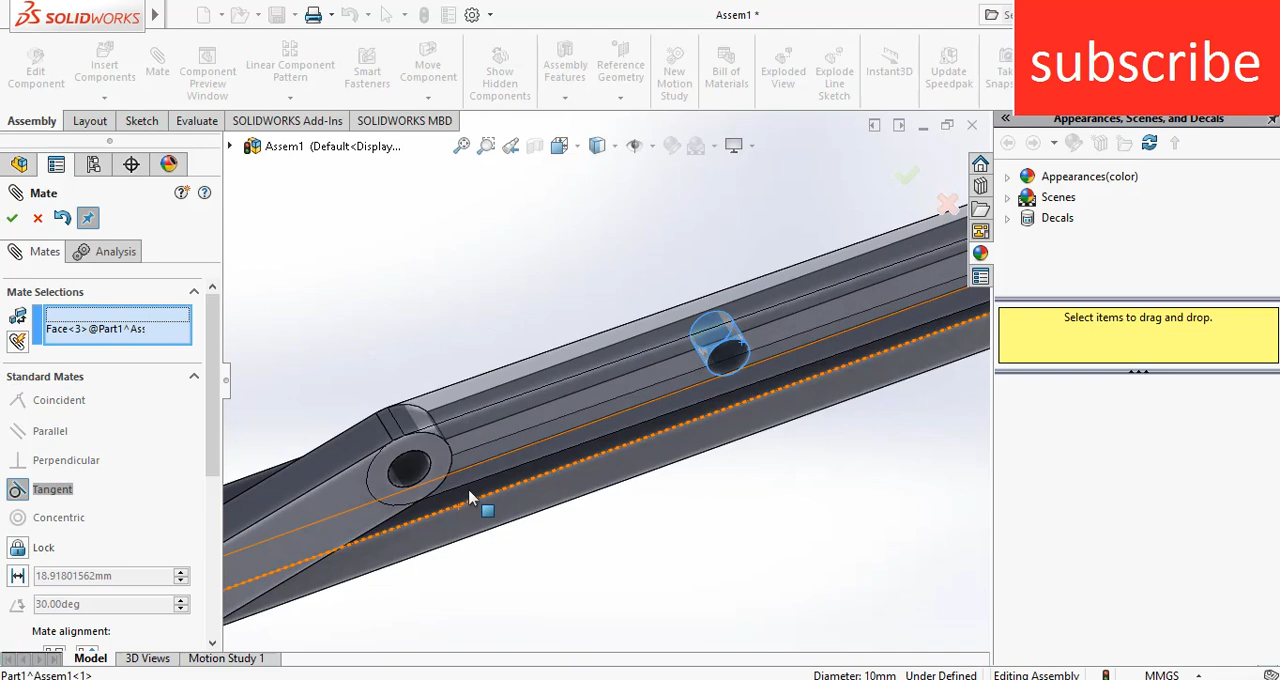 SOLIDWORKS
Assem1 *
subscribe
Edit Component
Insert Components
Mate
Component Preview Window
Linear Component Pattern
Smart Fasteners
Move Component
Show Hidden Components
Assembly Features
Reference Geometry
New Motion Study
Bill of Materials
Exploded View
Explode Line Sketch
Instant3D
Update Speedpak
Assembly
Layout
Sketch
Evaluate
SOLIDWORKS Add-Ins
SOLIDWORKS MBD
Appearances, Scenes, and Decals
Assem1 (Default<Display...
Mate
Mates
Analysis
Mate Selections
Face<3> @Part1^Ass
Standard Mates
Coincident
Parallel
Perpendicular
Tangent
Concentric
Lock
18.91801562mm
30.00deg
Mate alignment:
Appearances(color)
Scenes
Decals
Select items to drag and drop.
Model
3D Views
Motion Study 1
Part1^Assem1<1>
Diameter: 10mm
Under Defined
Editing Assembly
MMGS